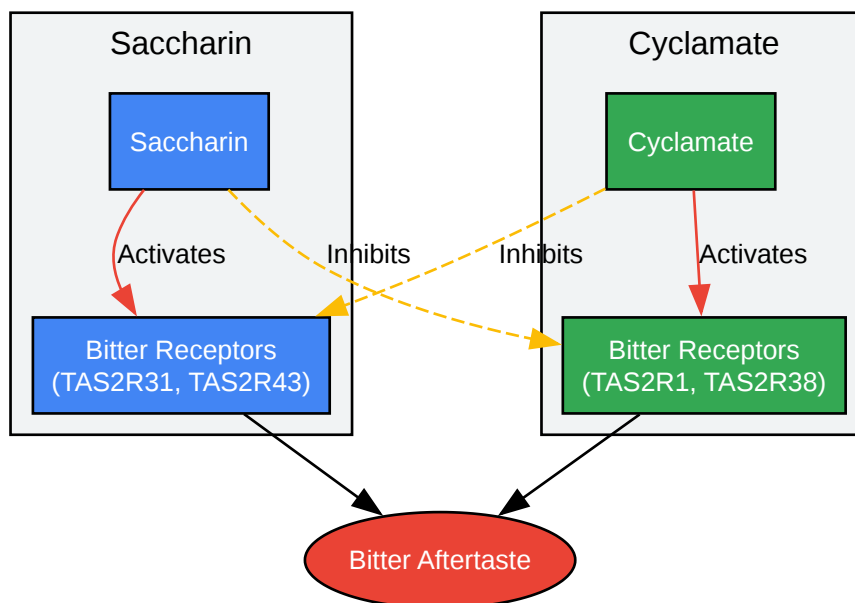 Saccharin
Cyclamate
Saccharin
Cyclamate
Activates
Inhibits
Inhibits
Activates
Bitter Receptors
(TAS2R31, TAS2R43)
Bitter Receptors
(TAS2R1, TAS2R38)
Bitter Aftertaste